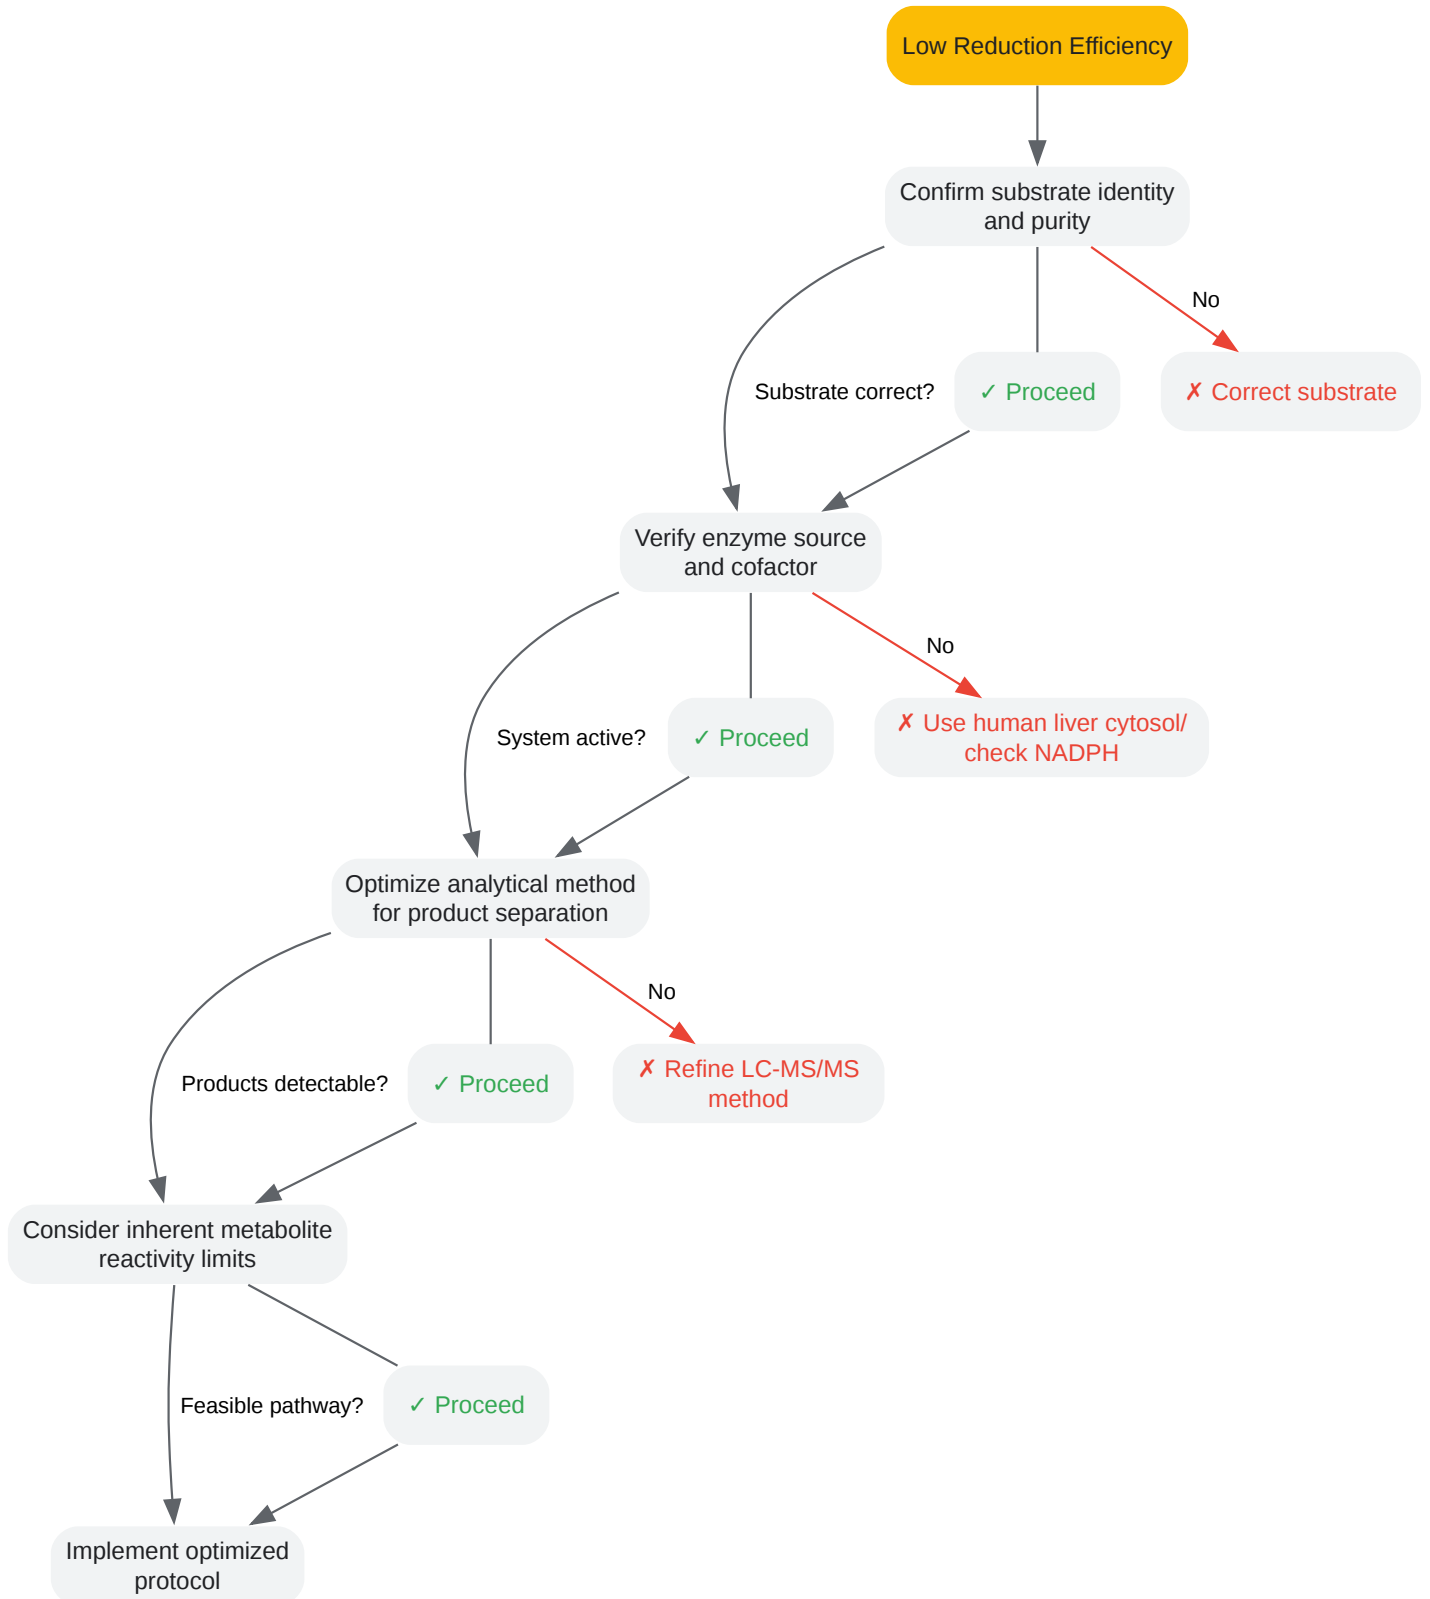 Low Reduction Efficiency
Confirm substrate identity
and purity
No
Substrate correct?
✓ Proceed
✗ Correct substrate
Verify enzyme source
and cofactor
No
System active?
✓ Proceed
✗ Use human liver cytosol/
check NADPH
Optimize analytical method
for product separation
No
Products detectable?
✓ Proceed
✗ Refine LC-MS/MS
method
Consider inherent metabolite
reactivity limits
Feasible pathway?
✓ Proceed
Implement optimized
protocol